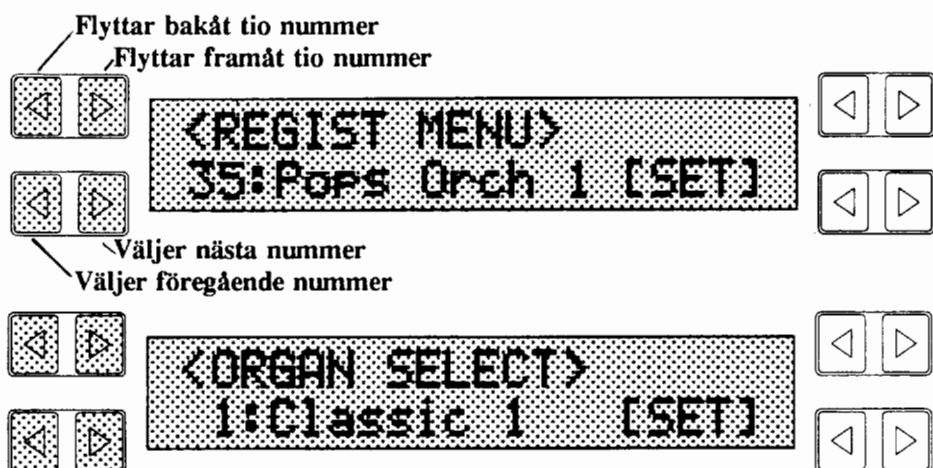 Flyttar bakåt tio nummer
Flyttar framåt tio nummer
<REGIST MENU>
35:Pops Orch 1 [SET]
Väljer nästa nummer
Väljer föregående nummer
<ORGAN SELECT>
1:Classic 1 [SET]